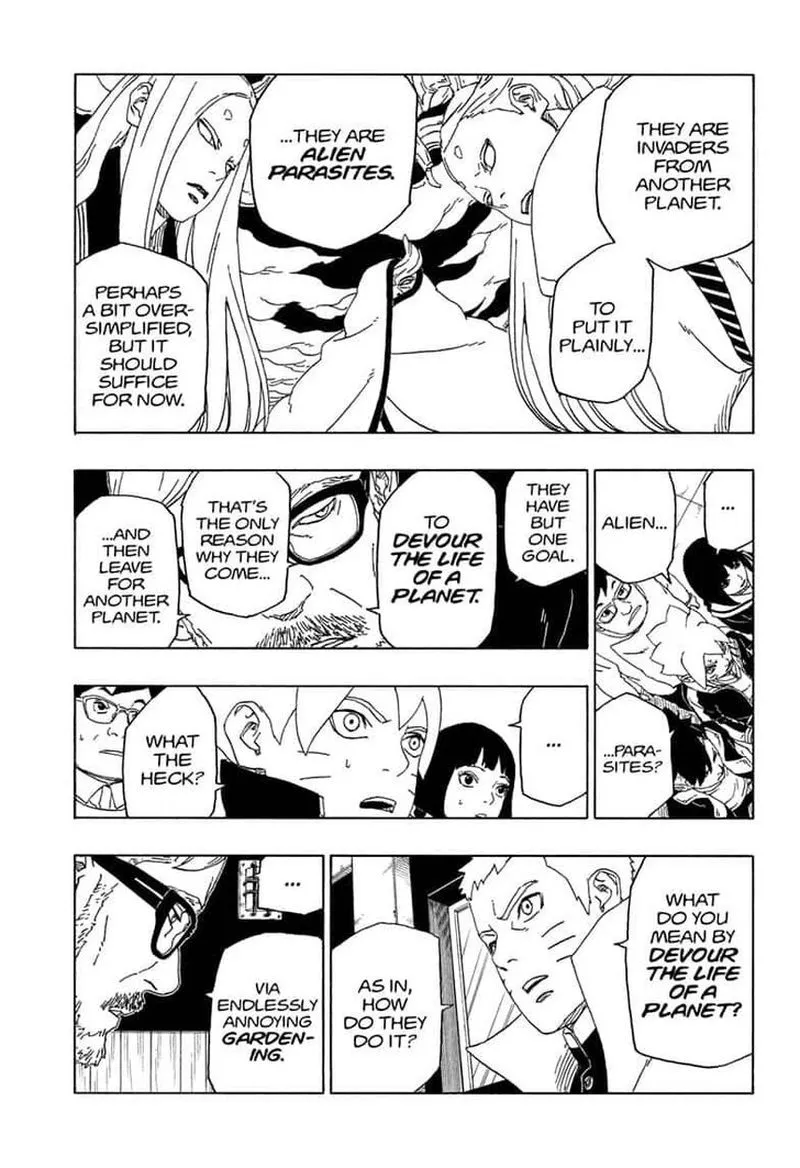 THEY ARE
INVADERS
FROM
ANOTHER
PLANET.
TO
PUT IT
PLAINLY...
...THEY ARE
ALIEN
PARASITES.
PERHAPS
A BIT OVER-
SIMPLIFIED,
BUT IT
SHOULD
SUFFICE
FOR NOW.
...
ALIEN...
...PARA-
SITES?
THEY
HAVE
BUT
ONE
GOAL.
TO
DEVOUR
THE LIFE
OF A
PLANET.
THAT'S
THE ONLY
REASON
WHY THEY
COME...
...AND
THEN
LEAVE
FOR
ANOTHER
PLANET.
...
WHAT
THE
HECK?
WHAT
DO YOU
MEAN BY
DEVOUR
THE LIFE
OF A
PLANET?
AS IN,
HOW
DO THEY
DO IT?
...
VIA
ENDLESSLY
ANNOYING
GARDEN-
ING.